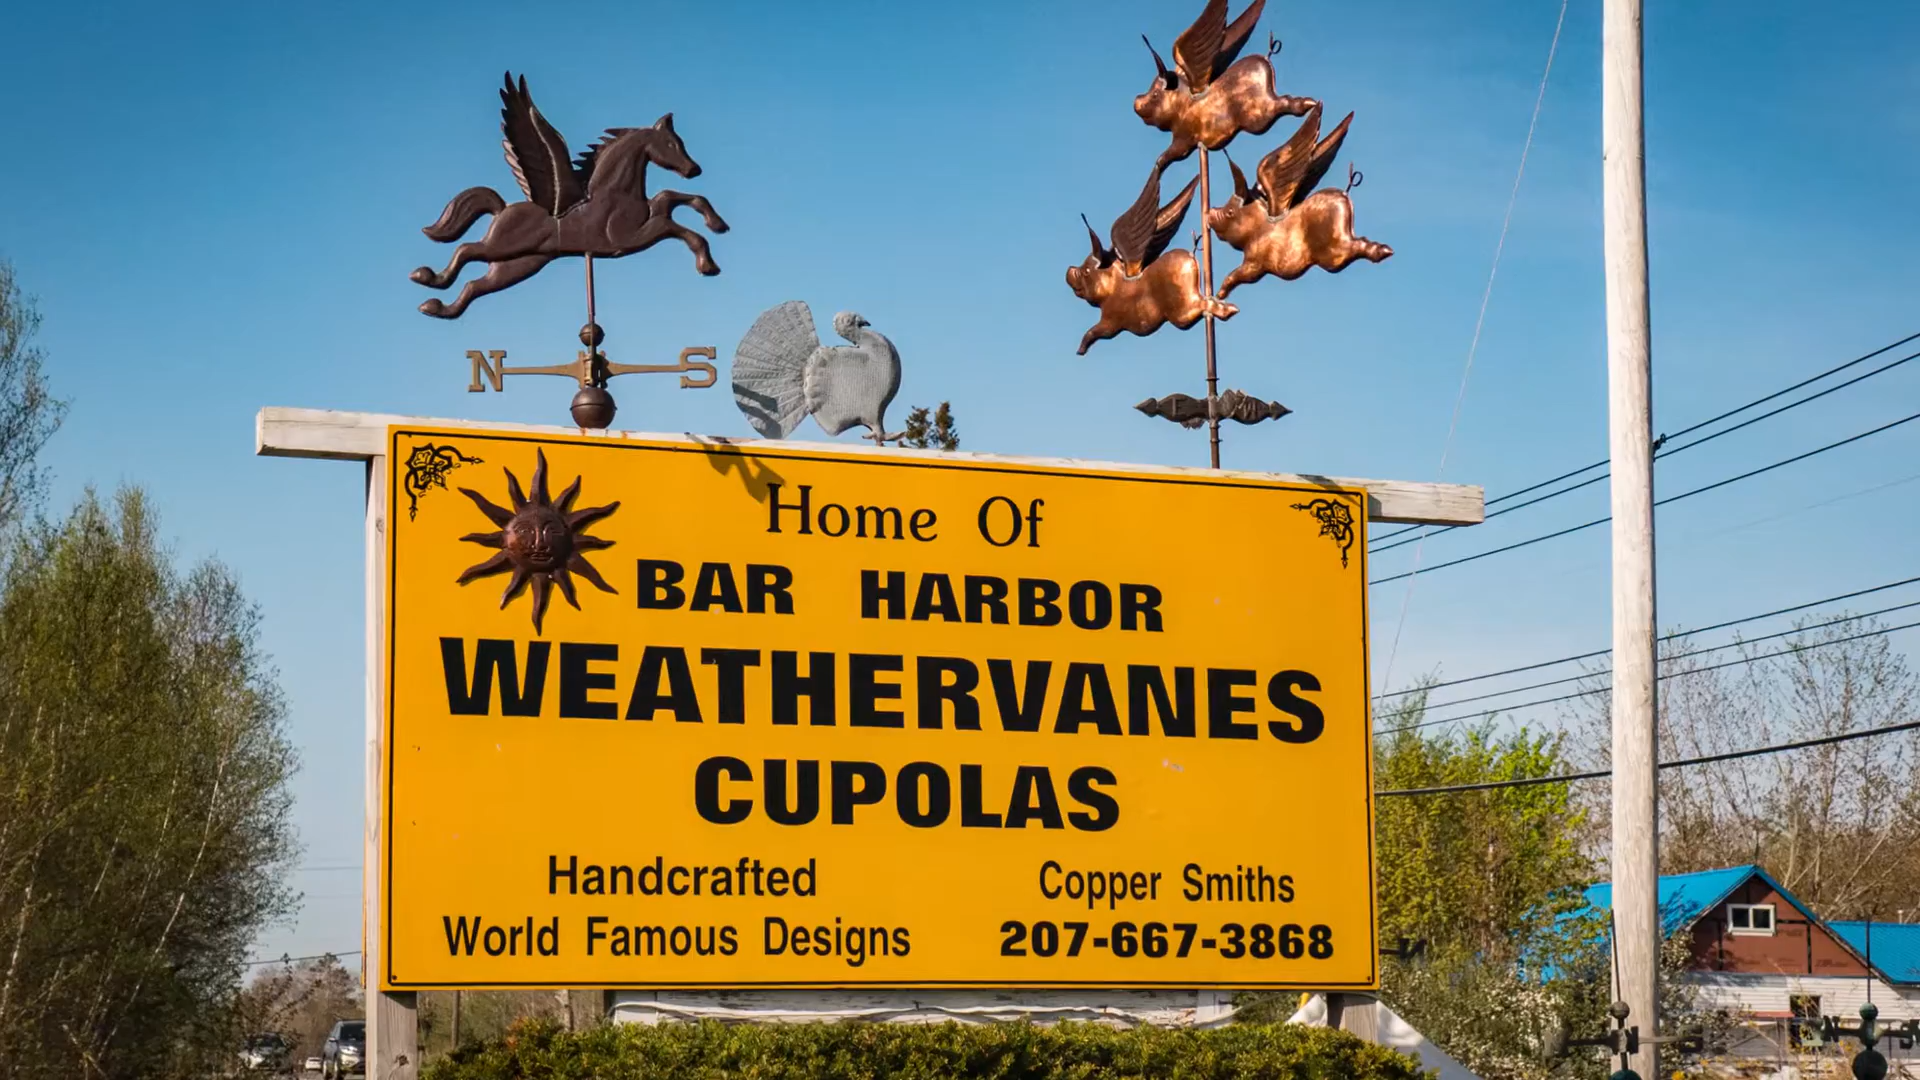 N S
E W
Home Of
BAR HARBOR
WEATHERVANES
CUPOLAS
Handcrafted
World Famous Designs
Copper Smiths
207-667-3868
N S